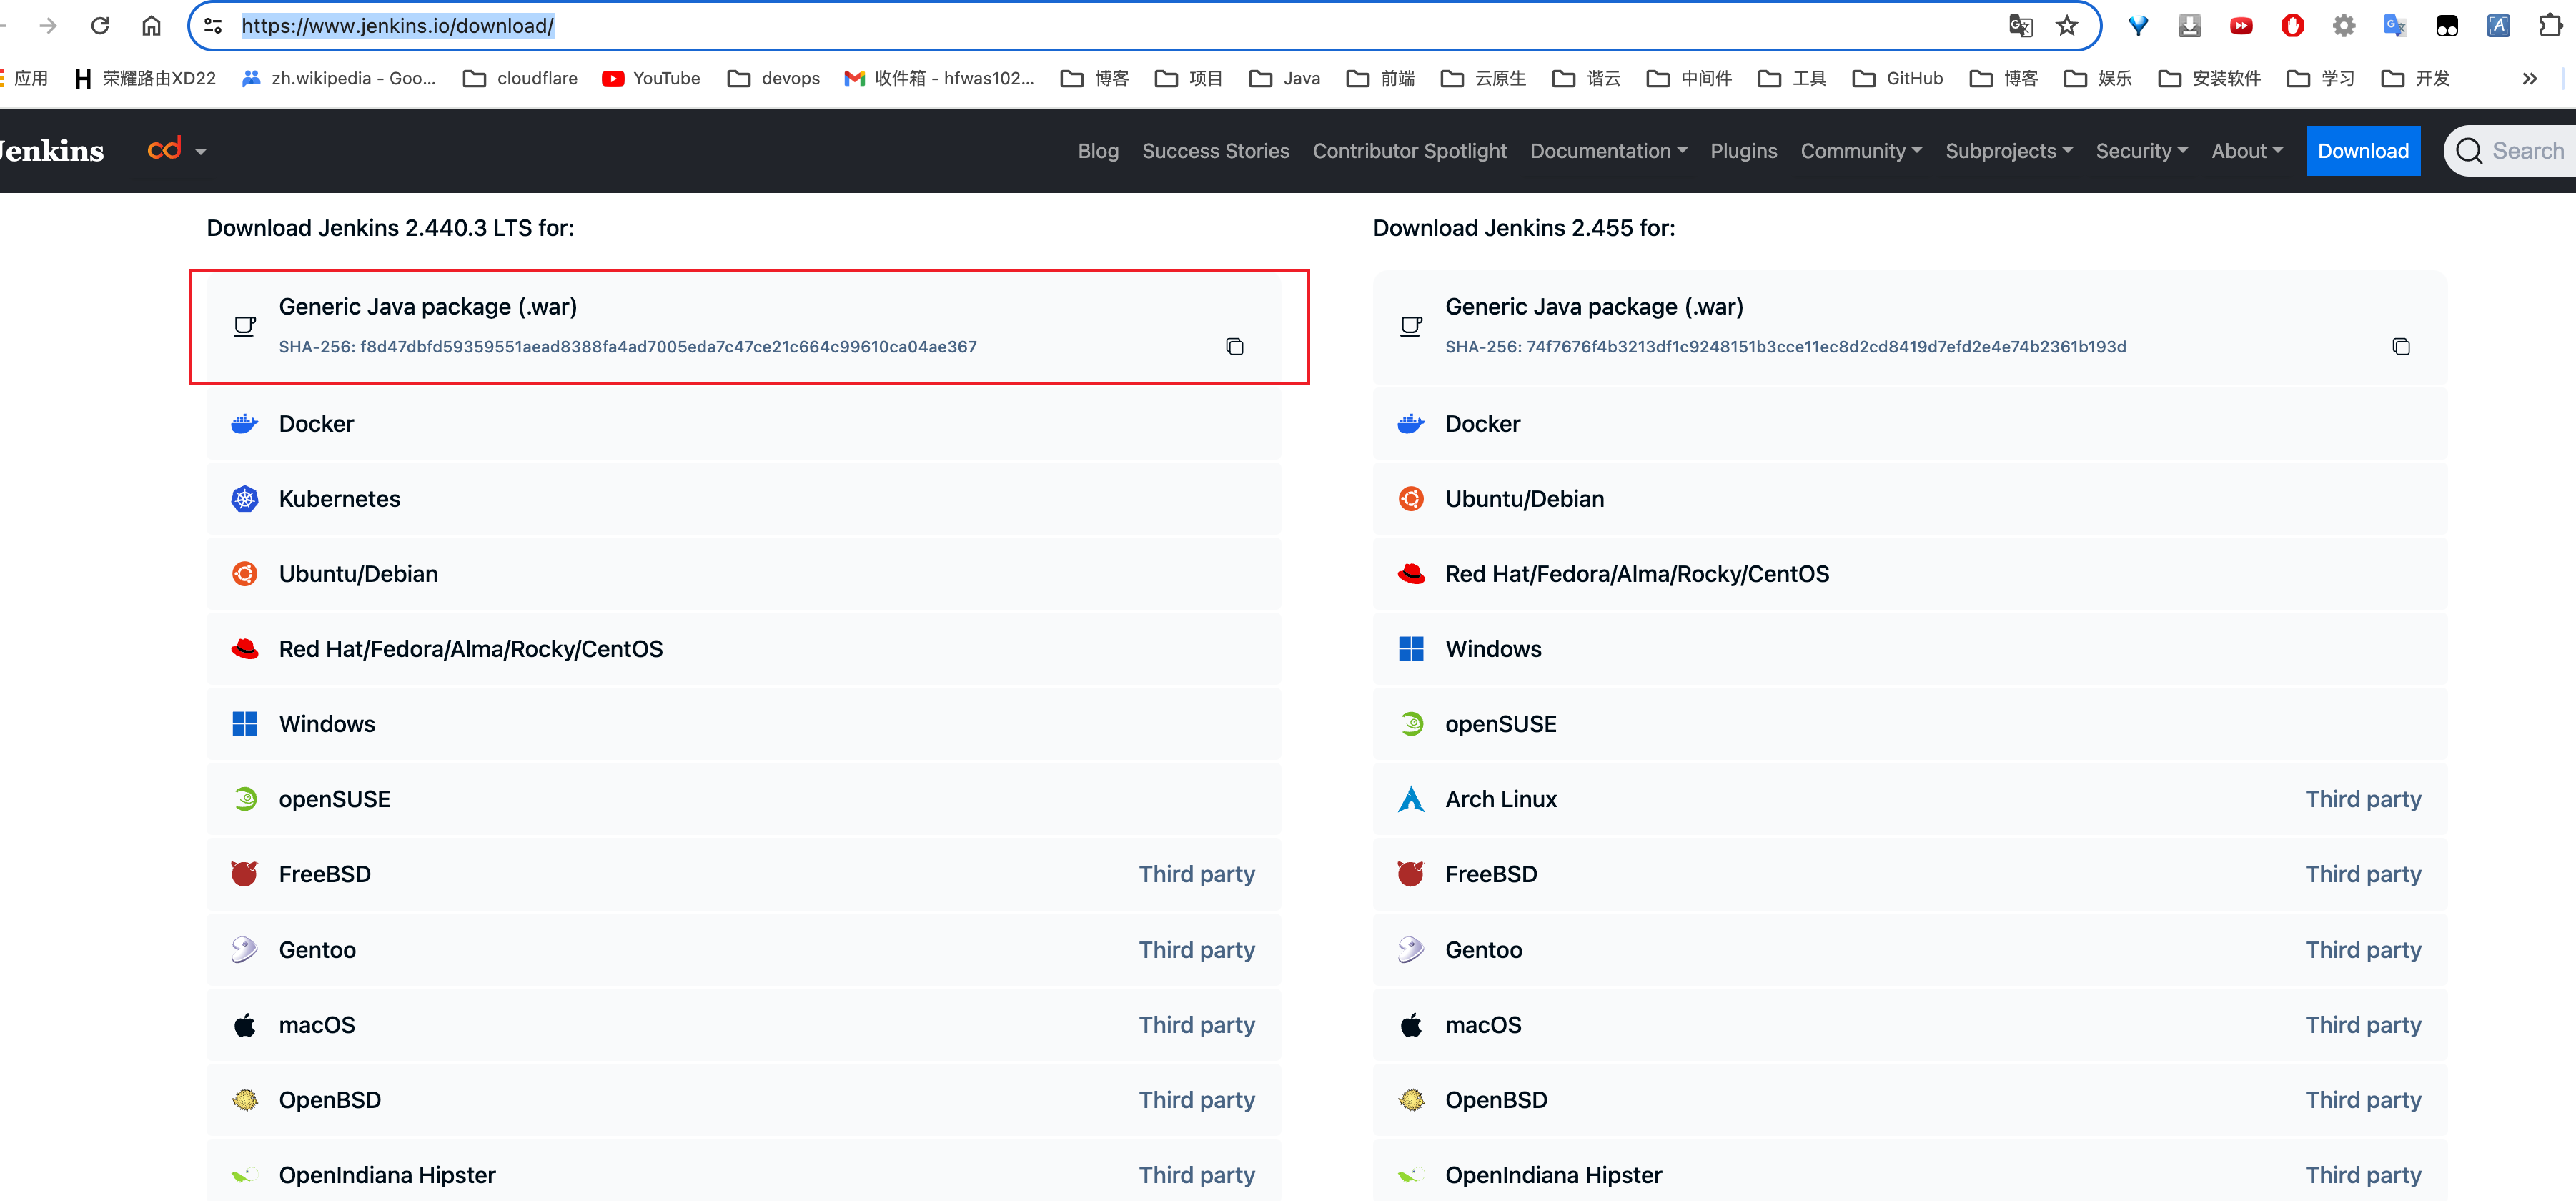 https://www.jenkins.io/download/
应用 荣耀路由XD22 zh.wikipedia - Goo... cloudflare YouTube devops 收件箱 - hfwas102... 博客 项目 Java 前端 云原生 谐云 中间件 工具 GitHub 博客 娱乐 安装软件 学习 开发 »
Jenkins cd Blog Success Stories Contributor Spotlight Documentation Plugins Community Subprojects Security About Download Search
Download Jenkins 2.440.3 LTS for:
Generic Java package (.war)
SHA-256: f8d47dbfd59359551aead8388fa4ad7005eda7c47ce21c664c99610ca04ae367
Docker
Kubernetes
Ubuntu/Debian
Red Hat/Fedora/Alma/Rocky/CentOS
Windows
openSUSE
FreeBSD Third party
Gentoo Third party
macOS Third party
OpenBSD Third party
OpenIndiana Hipster Third party
Download Jenkins 2.455 for:
Generic Java package (.war)
SHA-256: 74f7676f4b3213df1c9248151b3cce11ec8d2cd8419d7efd2e4e74b2361b193d
Docker
Ubuntu/Debian
Red Hat/Fedora/Alma/Rocky/CentOS
Windows
openSUSE
Arch Linux Third party
FreeBSD Third party
Gentoo Third party
macOS Third party
OpenBSD Third party
OpenIndiana Hipster Third party